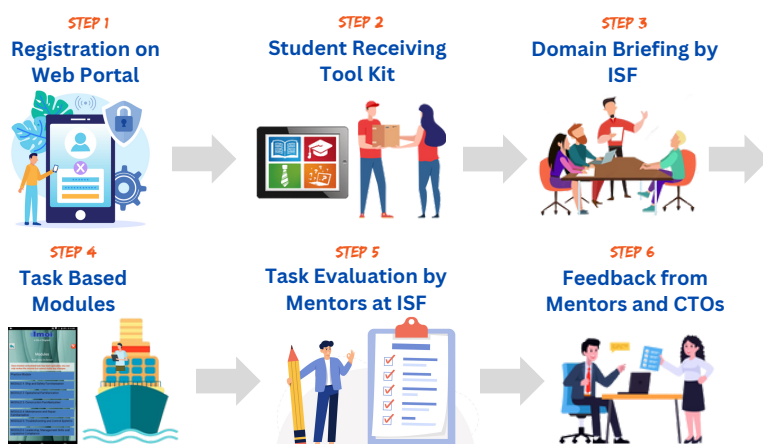 STEP 1
Registration on
Web Portal
STEP 2
Student Receiving
Tool Kit
STEP 3
Domain Briefing by
ISF
STEP 4
Task Based
Modules
STEP 5
Task Evaluation by
Mentors at ISF
STEP 6
Feedback from
Mentors and CTOs